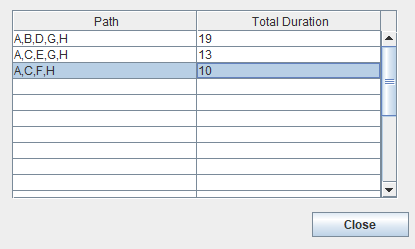 Path Total Duration
A,B,D,G,H 19
A,C,E,G,H 13
A,C,F,H 10
Close